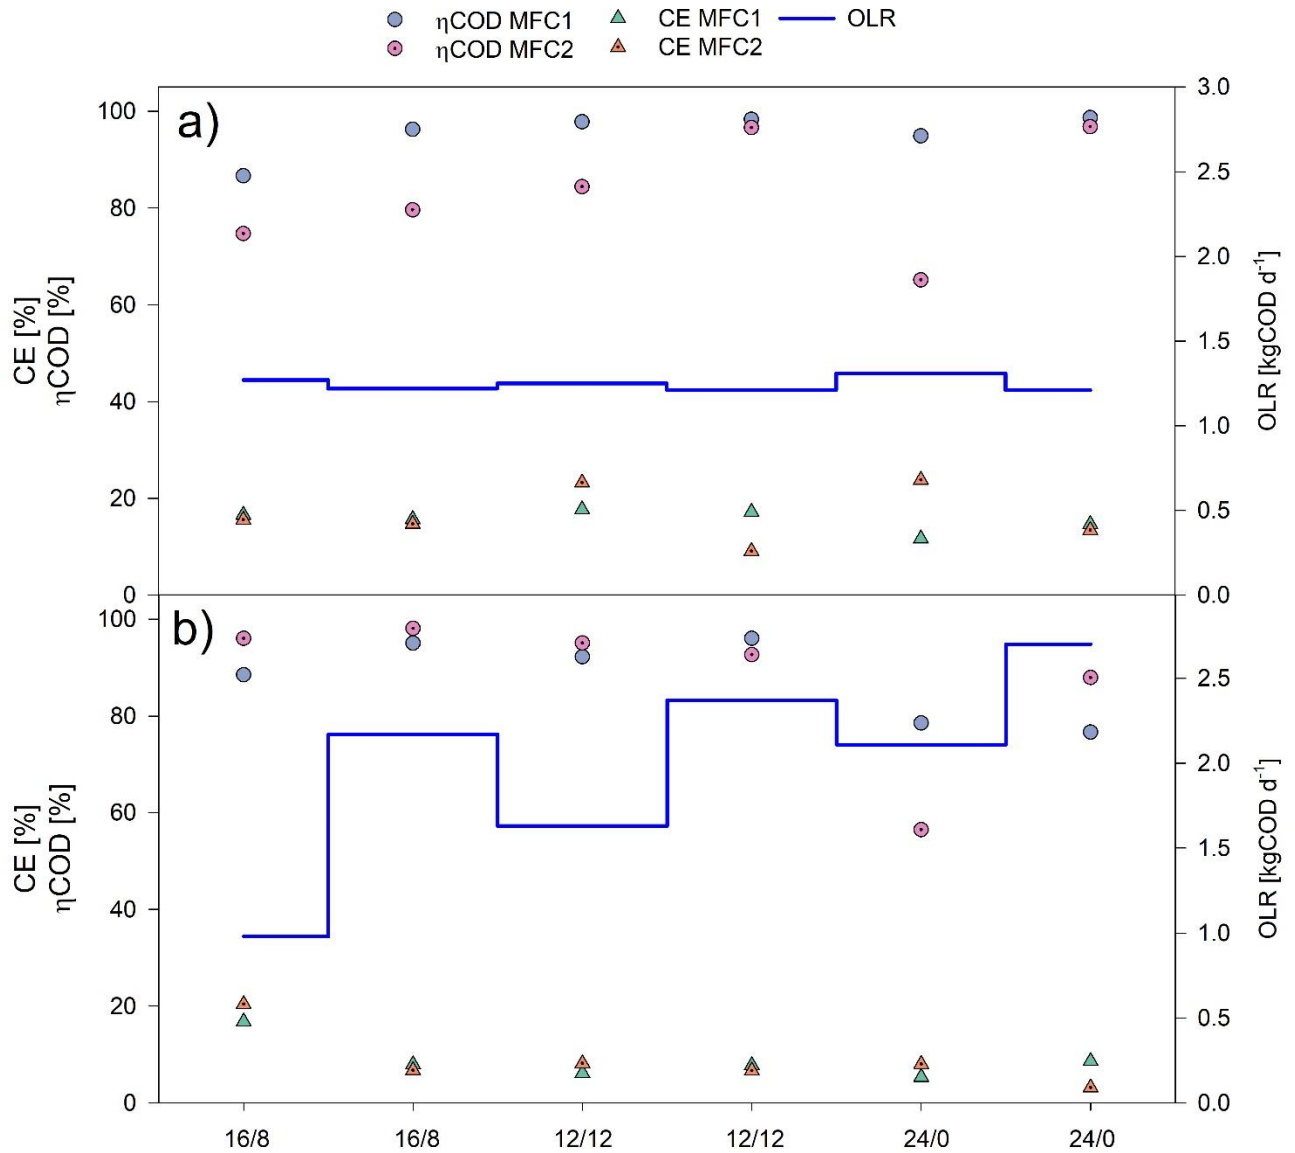 ηCOD MFC1 CE MFC1 OLR
ηCOD MFC2 CE MFC2
a)
100
80
60
40
20
0
CE [%]
ηCOD [%]
3.0
2.5
2.0
1.5
1.0
0.5
0.0
OLR [kgCOD d⁻¹]
b)
100
80
60
40
20
0
CE [%]
ηCOD [%]
2.5
2.0
1.5
1.0
0.5
0.0
OLR [kgCOD d⁻¹]
16/8 16/8 12/12 12/12 24/0 24/0